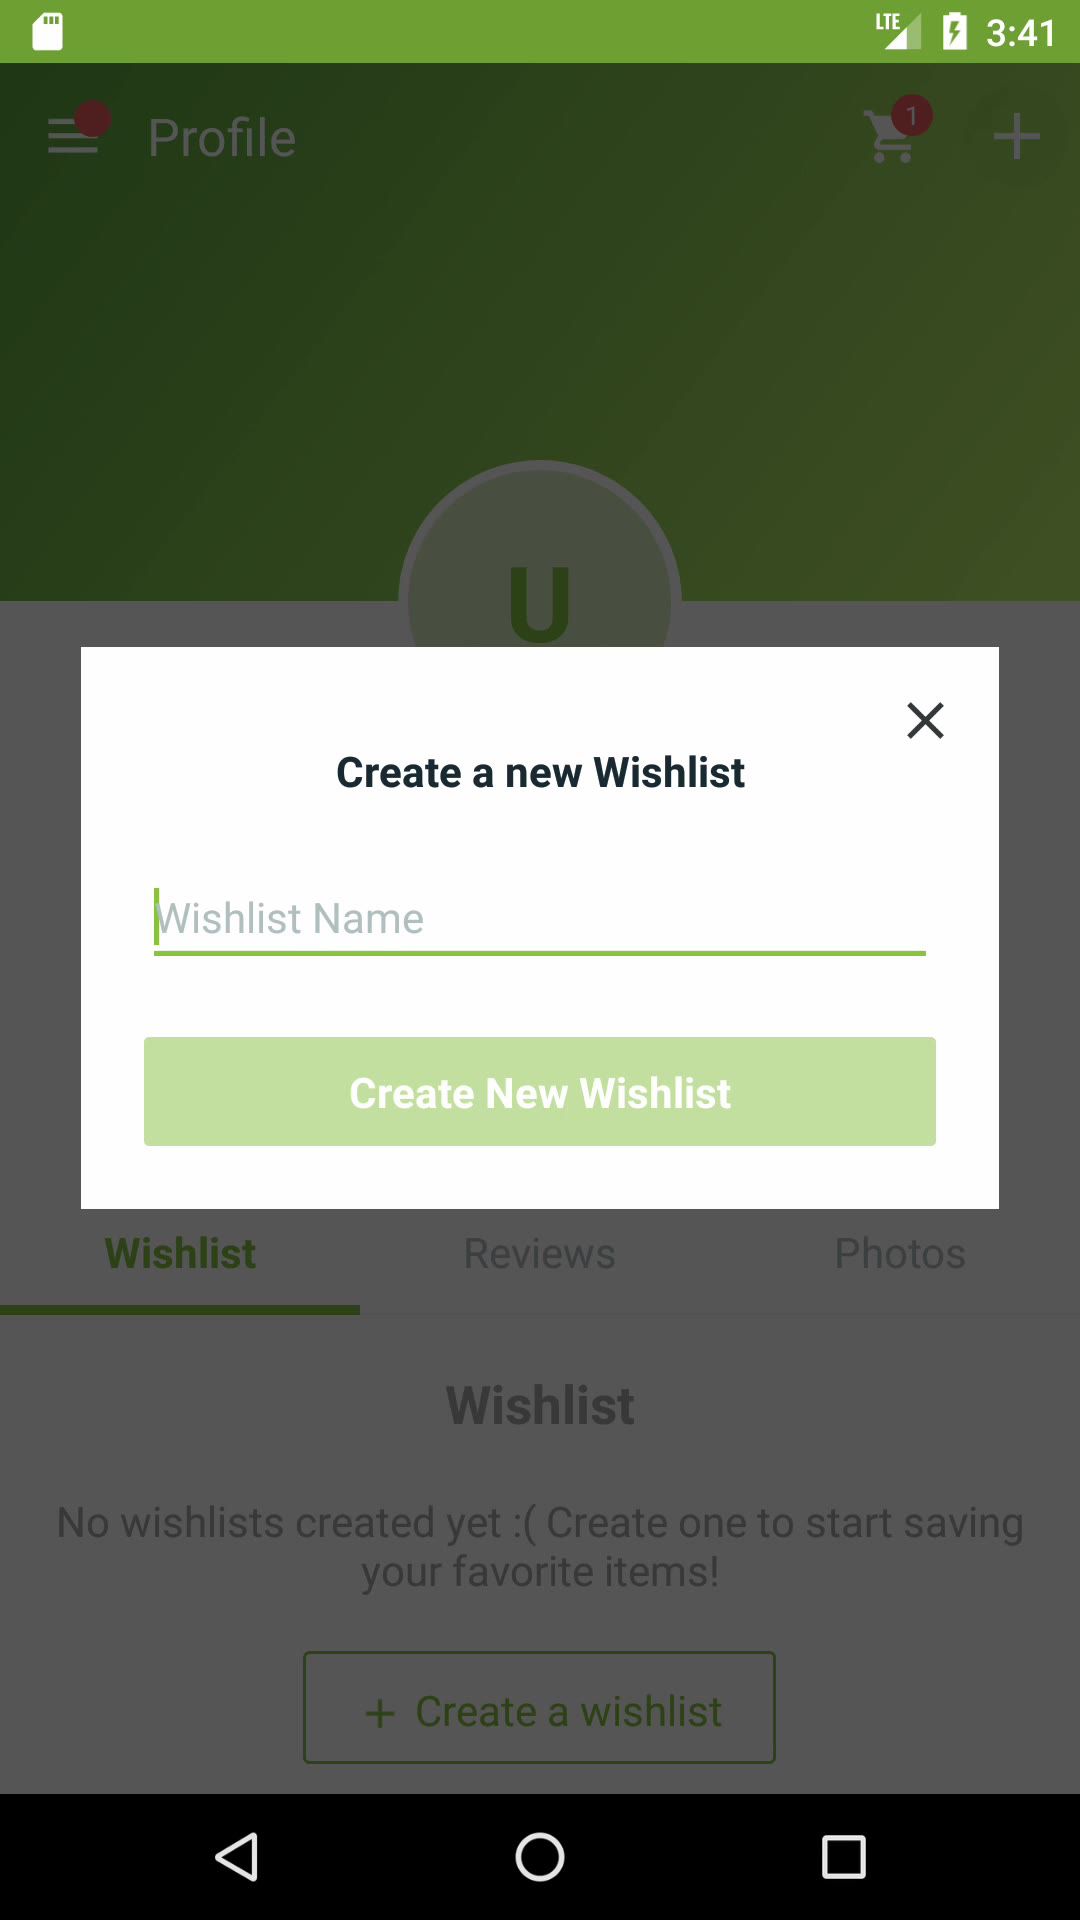 LTE 3:41
Profile
1
U
Create a new Wishlist
Wishlist Name
Create New Wishlist
Wishlist Reviews Photos
Wishlist
No wishlists created yet :( Create one to start saving
your favorite items!
+ Create a wishlist